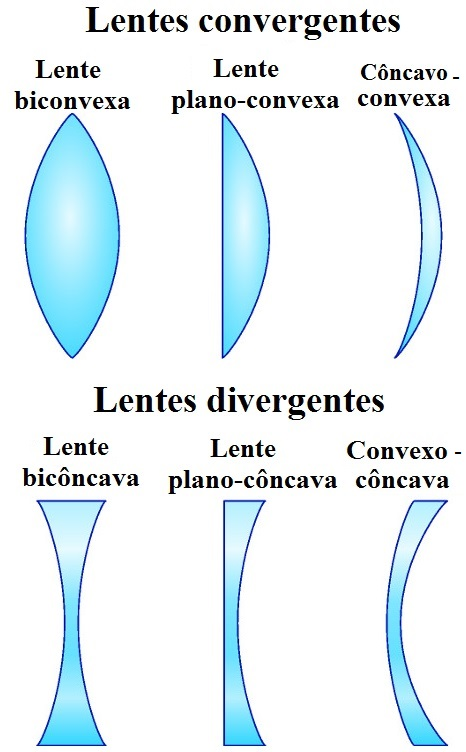 Lentes convergentes
Lente
biconvexa
Lente
plano-convexa
Côncavo -
convexa
Lentes divergentes
Lente
bicôncava
Lente
plano-côncava
Convexo -
côncava